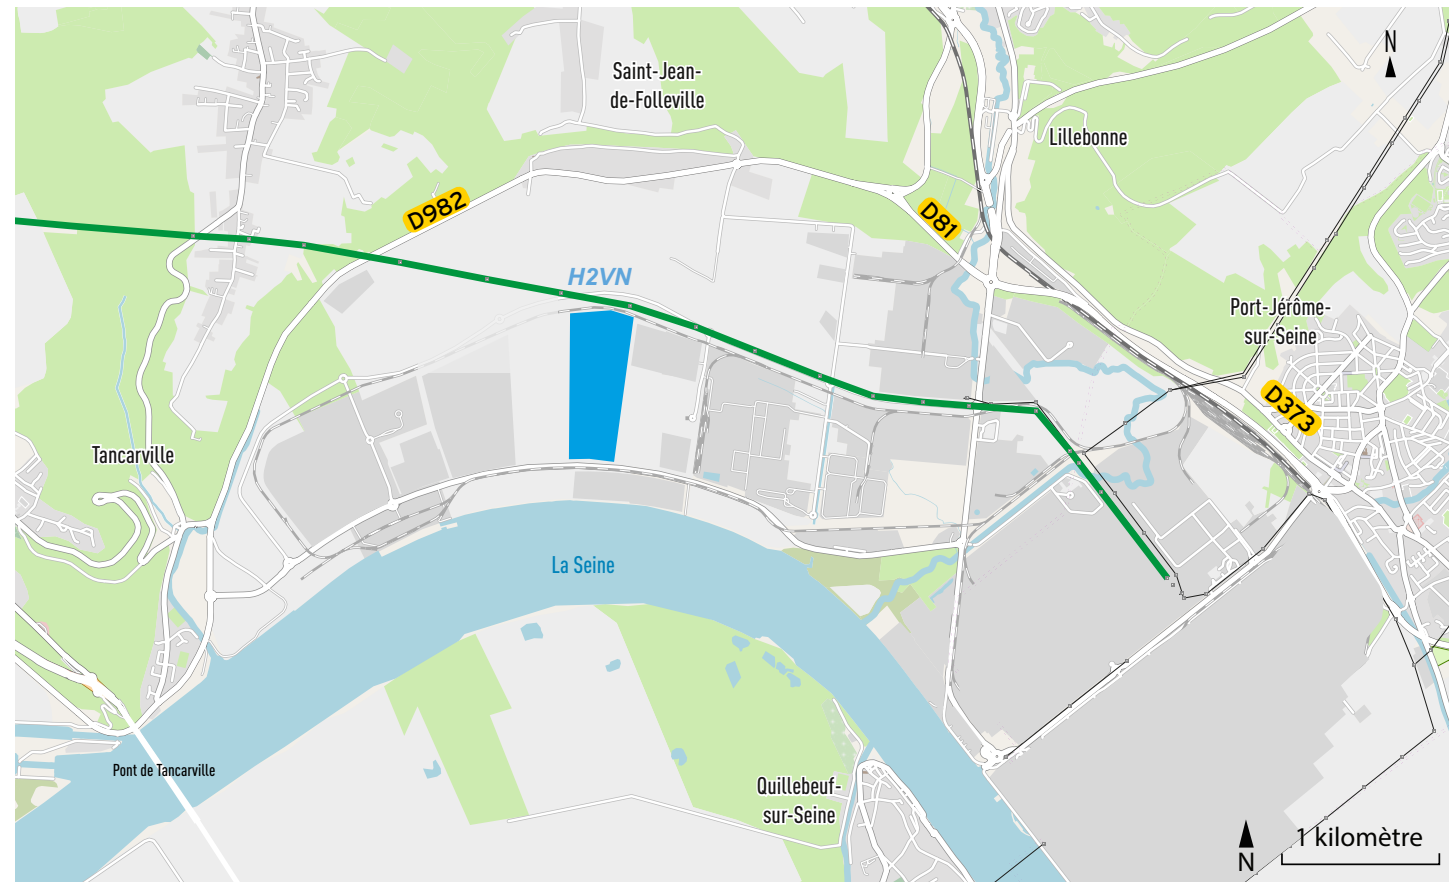 N
Saint-Jean-
de-Folleville
Lillebonne
D982
D81
H2VN
Port-Jérôme-
sur-Seine
D373
Tancarville
La Seine
Pont de Tancarville
Quillebeuf-
sur-Seine
N
1 kilomètre